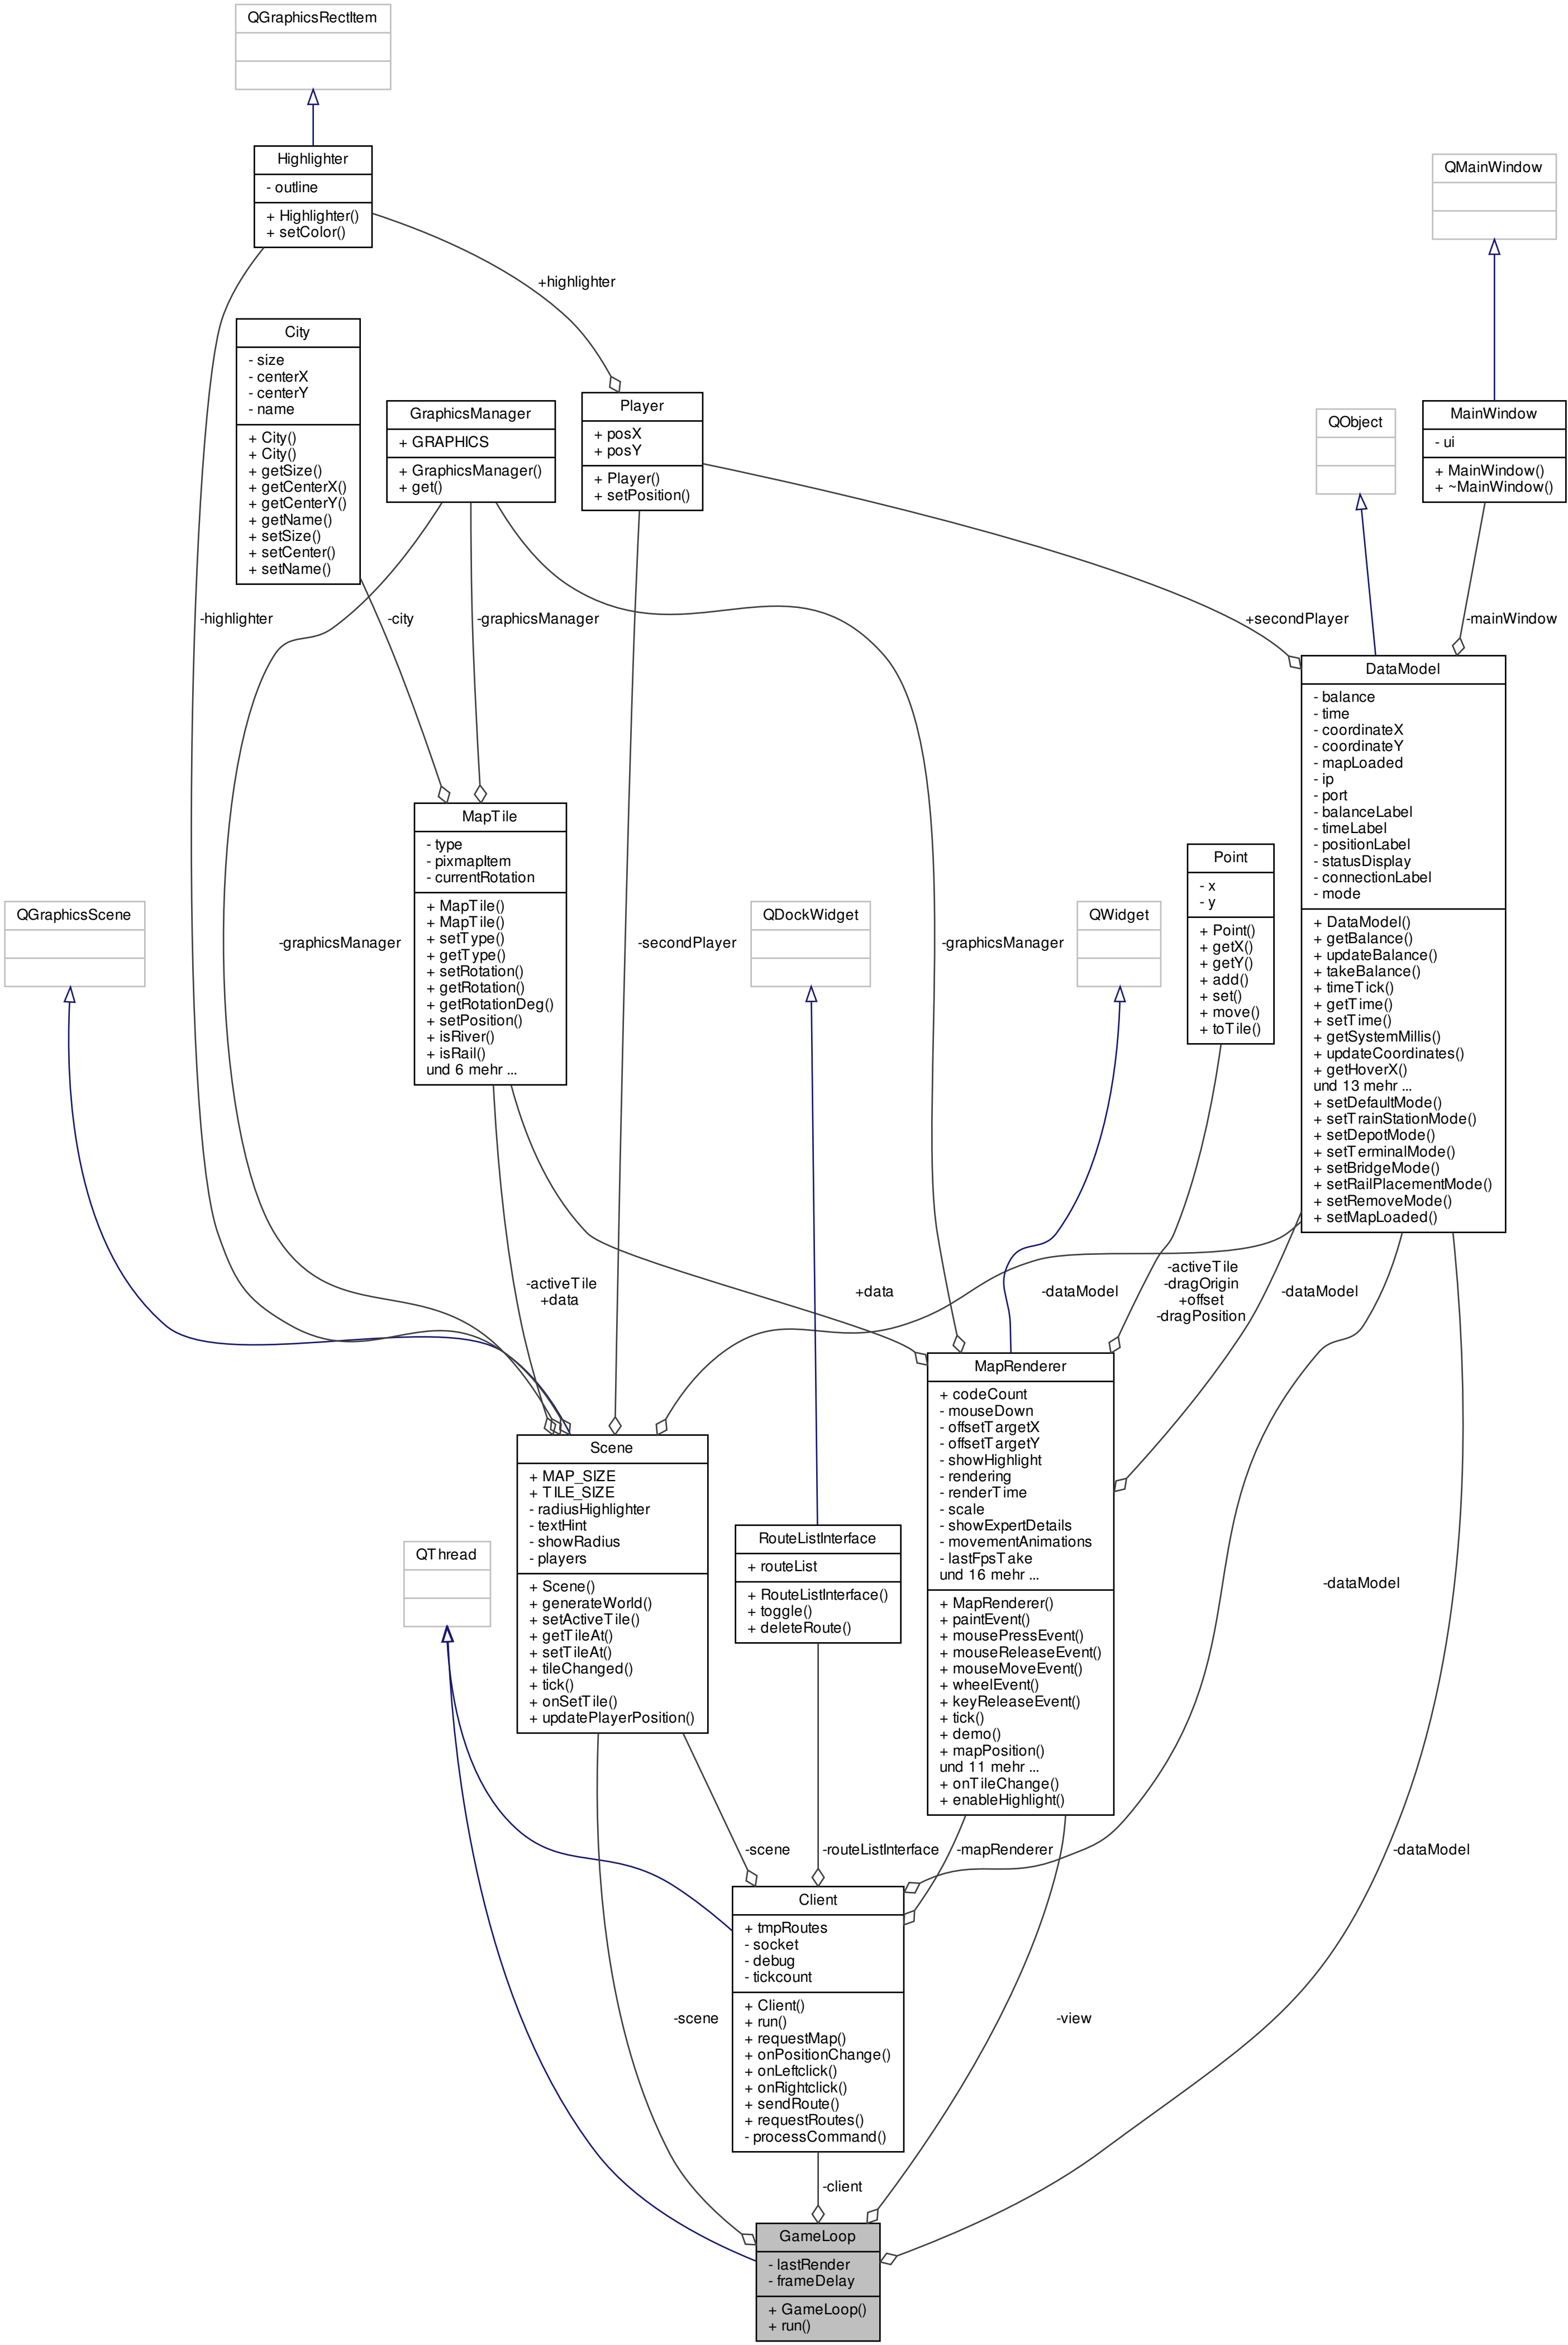 QGraphicsRectItem
Highlighter
- outline
+ Highlighter()
+ setColor()
QMainWindow
+highlighter
City
- size
- centerX
- centerY
- name
+ City()
+ City()
+ getSize()
+ getCenterX()
+ getCenterY()
+ getName()
+ setSize()
+ setCenter()
+ setName()
GraphicsManager
+ GRAPHICS
+ GraphicsManager()
+ get()
Player
+ posX
+ posY
+ Player()
+ setPosition()
QObject
MainWindow
- ui
+ MainWindow()
+ ~MainWindow()
-highlighter
-city
-graphicsManager
+secondPlayer
-mainWindow
DataModel
- balance
- time
- coordinateX
- coordinateY
- mapLoaded
- ip
- port
- balanceLabel
- timeLabel
- positionLabel
- statusDisplay
- connectionLabel
- mode
+ DataModel()
+ getBalance()
+ updateBalance()
+ takeBalance()
+ timeTick()
+ getTime()
+ setTime()
+ getSystemMillis()
+ updateCoordinates()
+ getHoverX()
und 13 mehr ...
+ setDefaultMode()
+ setTrainStationMode()
+ setDepotMode()
+ setTerminalMode()
+ setBridgeMode()
+ setRailPlacementMode()
+ setRemoveMode()
+ setMapLoaded()
MapTile
- type
- pixmapItem
- currentRotation
+ MapTile()
+ MapTile()
+ setType()
+ getType()
+ setRotation()
+ getRotation()
+ getRotationDeg()
+ setPosition()
+ isRiver()
+ isRail()
und 6 mehr ...
Point
- x
- y
+ Point()
+ getX()
+ getY()
+ add()
+ set()
+ move()
+ toTile()
QGraphicsScene
-graphicsManager
-secondPlayer
QDockWidget
-graphicsManager
QWidget
-activeTile
+data
+data
-dataModel
-activeTile
-dragOrigin
+offset
-dragPosition
-dataModel
MapRenderer
+ codeCount
- mouseDown
- offsetTargetX
- offsetTargetY
- showHighlight
- rendering
- renderTime
- scale
- showExpertDetails
- movementAnimations
- lastFpsTake
und 16 mehr ...
+ MapRenderer()
+ paintEvent()
+ mousePressEvent()
+ mouseReleaseEvent()
+ mouseMoveEvent()
+ wheelEvent()
+ keyReleaseEvent()
+ tick()
+ demo()
+ mapPosition()
und 11 mehr ...
+ onTileChange()
+ enableHighlight()
Scene
+ MAP_SIZE
+ TILE_SIZE
- radiusHighlighter
- textHint
- showRadius
- players
+ Scene()
+ generateWorld()
+ setActiveTile()
+ getTileAt()
+ setTileAt()
+ tileChanged()
+ tick()
+ onSetTile()
+ updatePlayerPosition()
QThread
RouteListInterface
+ routeList
+ RouteListInterface()
+ toggle()
+ deleteRoute()
-dataModel
-scene
-routeListInterface
-mapRenderer
-dataModel
Client
+ tmpRoutes
- socket
- debug
- tickcount
+ Client()
+ run()
+ requestMap()
+ onPositionChange()
+ onLeftclick()
+ onRightclick()
+ sendRoute()
+ requestRoutes()
- processCommand()
-scene
-view
-client
GameLoop
- lastRender
- frameDelay
+ GameLoop()
+ run()